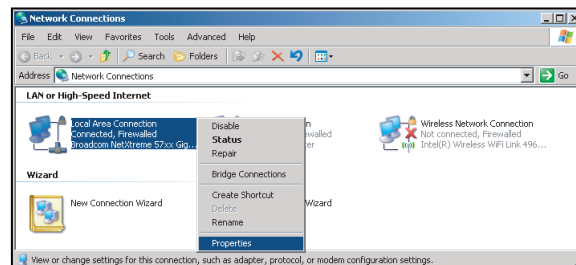 Network Connections
File Edit View Favorites Tools Advanced Help
Back Search Folders
Address Network Connections Go
LAN or High-Speed Internet
Local Area Connection
Connected, Firewalled
Broadcom NetXtreme 57xx Gig...
Wireless Network Connection
Not connected, Firewalled
Intel(R) Wireless WiFi Link 496...
Disable
Status
Repair
Bridge Connections
Create Shortcut
Delete
Rename
Properties
Wizard
New Connection Wizard
Wizard
View or change settings for this connection, such as adapter, protocol, or modem configuration settings.